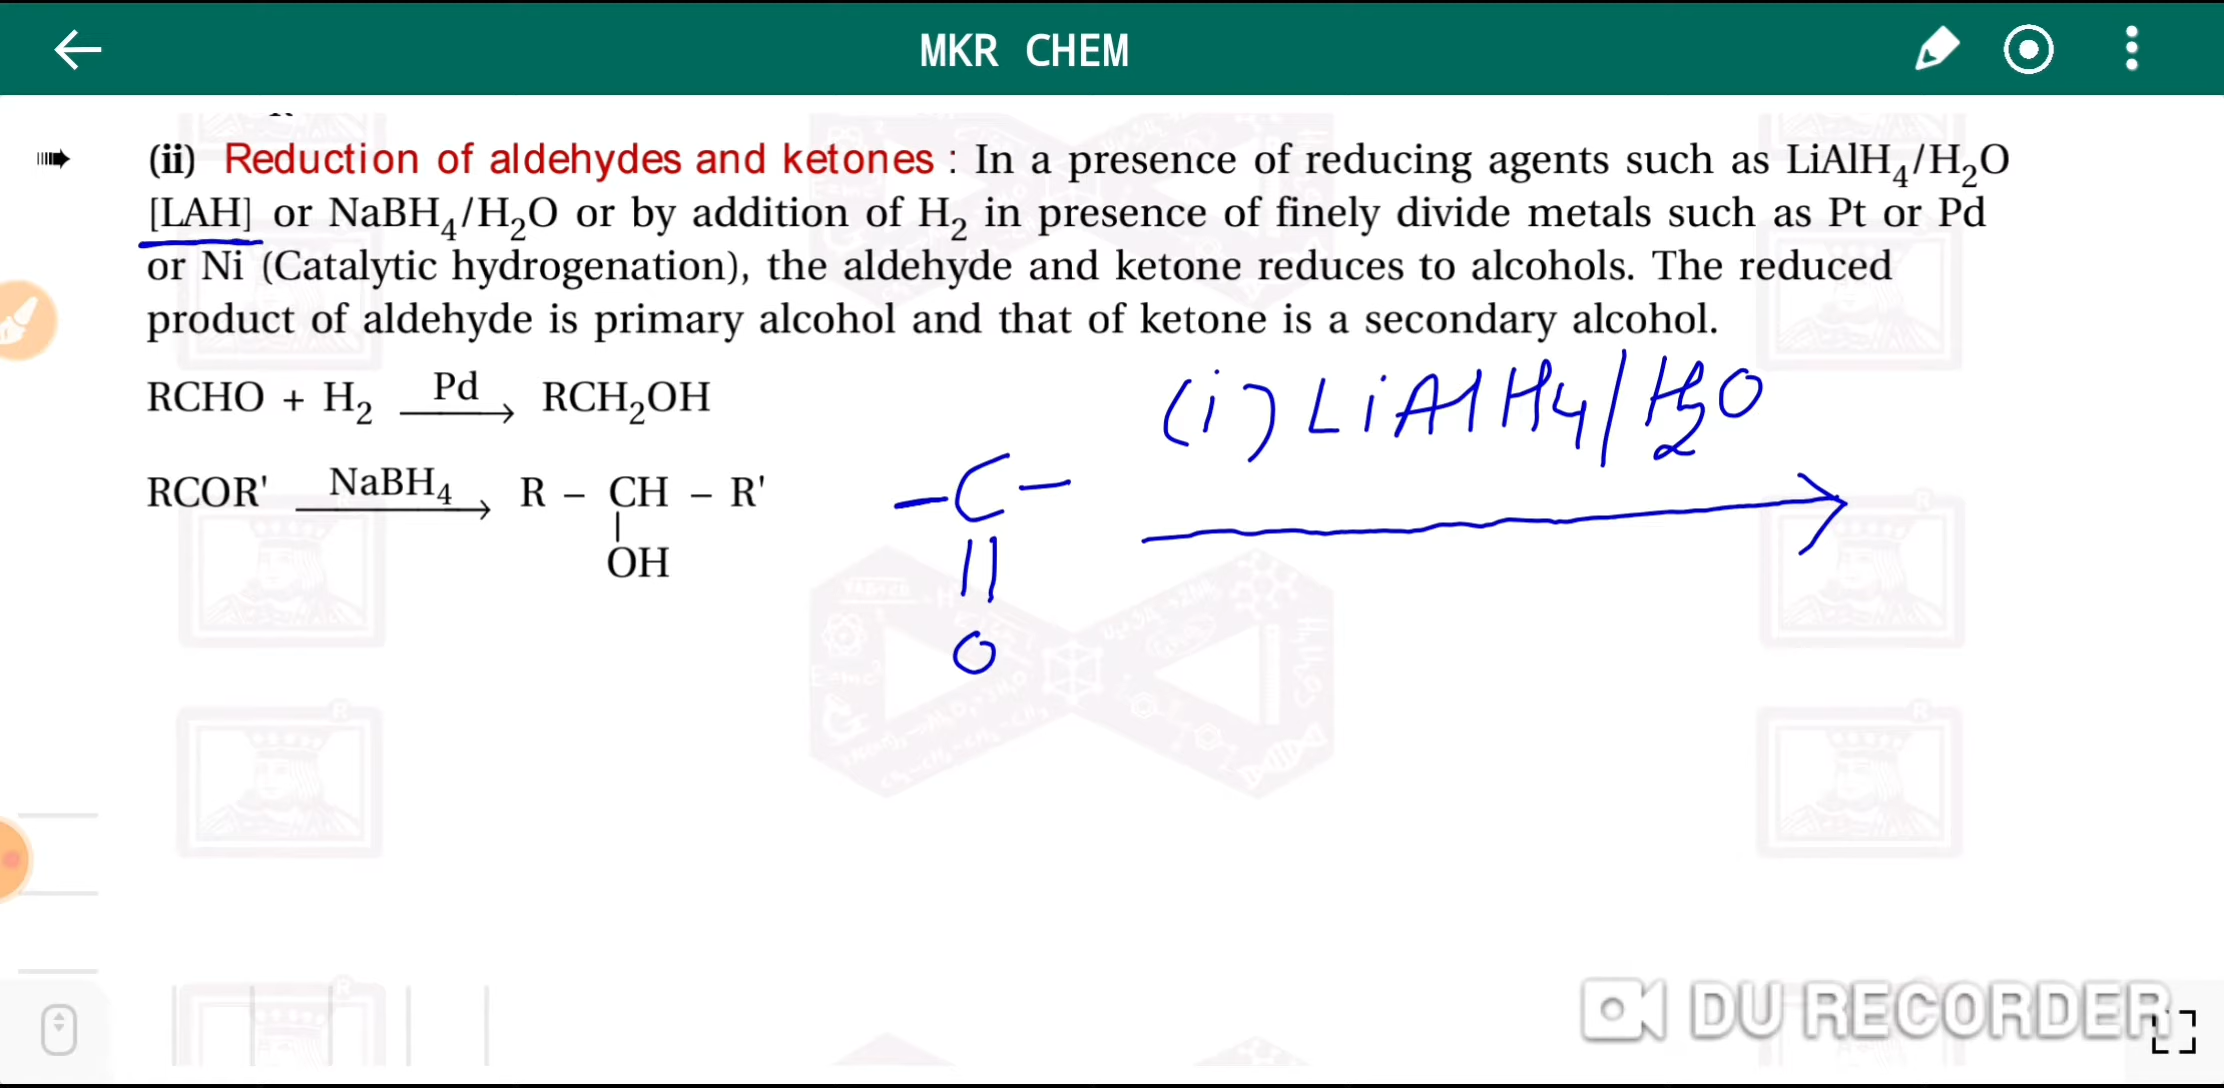 MKR CHEM
(ii) Reduction of aldehydes and ketones : In a presence of reducing agents such as LiAlH₄/H₂O
[LAH] or NaBH₄/H₂O or by addition of H₂ in presence of finely divide metals such as Pt or Pd
or Ni (Catalytic hydrogenation), the aldehyde and ketone reduces to alcohols. The reduced
product of aldehyde is primary alcohol and that of ketone is a secondary alcohol.
RCHO + H₂ Pd → RCH₂OH
(i) LiAlH4/H₂O
RCOR' NaBH₄ → R – CH – R'
|
OH
–C–
||
O
DU RECORDER